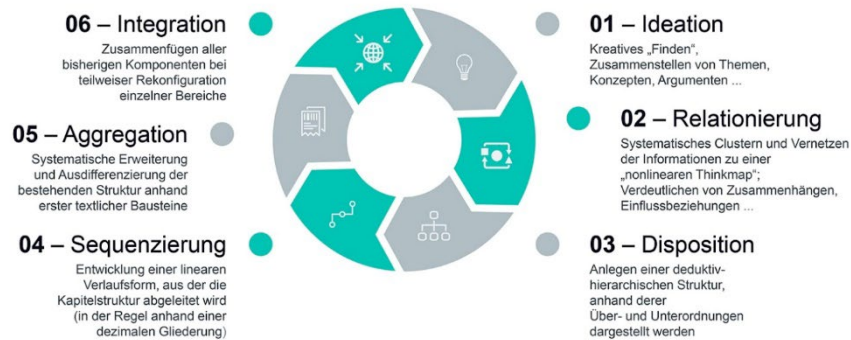 01 – Ideation
Kreatives „Finden“,
Zusammenstellen von Themen,
Konzepten, Argumenten ...
02 – Relationierung
Systematisches Clustern und Vernetzen
der Informationen zu einer
„nonlinearen Thinkmap“;
Verdeutlichen von Zusammenhängen,
Einflussbeziehungen ...
03 – Disposition
Anlegen einer deduktiv-
hierarchischen Struktur,
anhand derer
Über- und Unterordnungen
dargestellt werden
04 – Sequenzierung
Entwicklung einer linearen
Verlaufsform, aus der die
Kapitelstruktur abgeleitet wird
(in der Regel anhand einer
dezimalen Gliederung)
05 – Aggregation
Systematische Erweiterung
und Ausdifferenzierung der
bestehenden Struktur anhand
erster textlicher Bausteine
06 – Integration
Zusammenfügen aller
bisherigen Komponenten bei
teilweiser Rekonfiguration
einzelner Bereiche